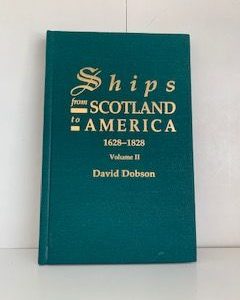 Ships
from SCOTLAND
to AMERICA
1628-1828
Volume II
David Dobson